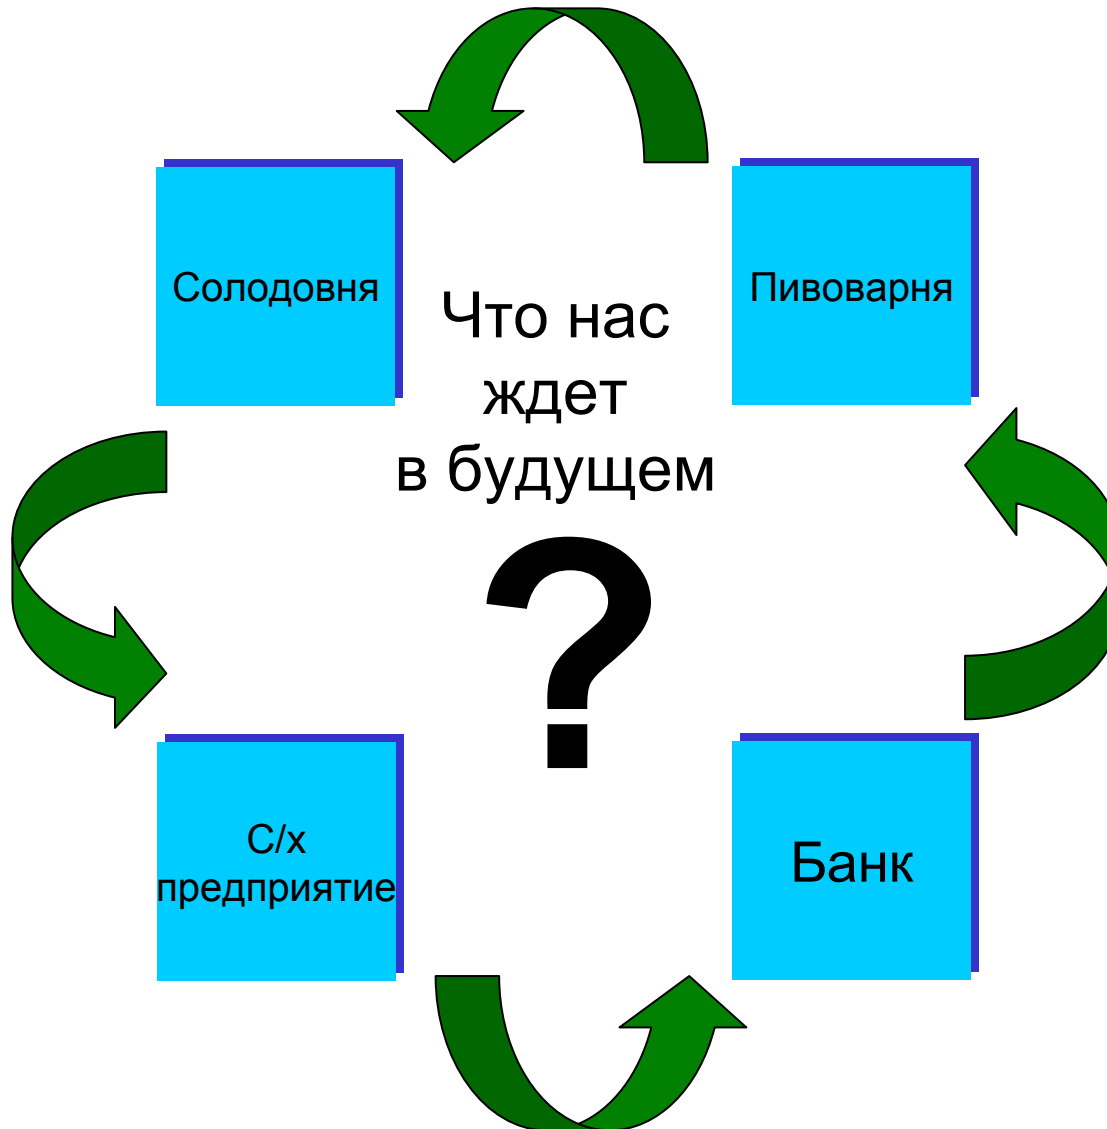 Солодовня
Пивоварня
Что нас
ждет
в будущем
?
С/х
предприятие
Банк